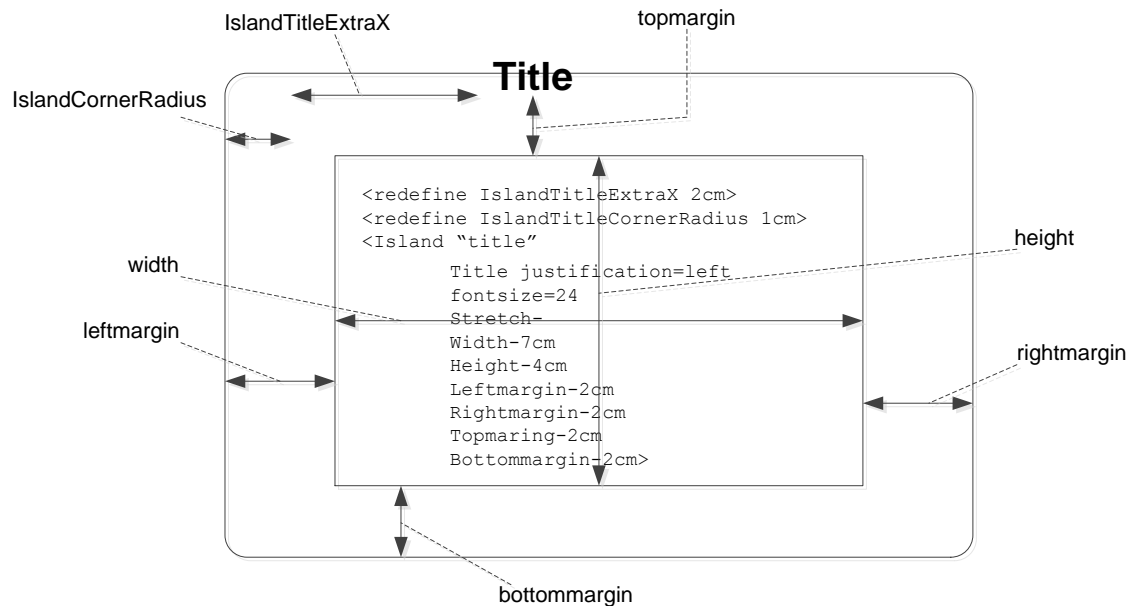 IslandTitleExtraX
topmargin
Title
IslandCornerRadius
<redefine IslandTitleExtraX 2cm>
<redefine IslandTitleCornerRadius 1cm>
<Island “title”
height
width
Title justification=left
fontsize=24
Stretch-
leftmargin
Width-7cm
rightmargin
Height-4cm
Leftmargin-2cm
Rightmargin-2cm
Topmaring-2cm
Bottommargin-2cm>
bottommargin